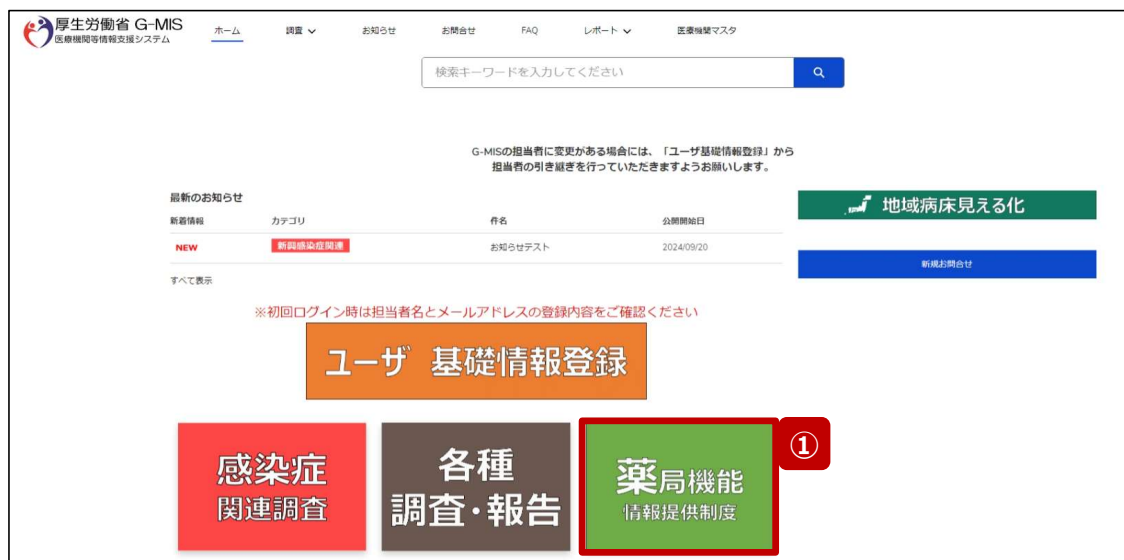 厚生労働省 G-MIS
医療機関等情報支援システム
ホーム 調査 お知らせ お問合せ FAQ レポート 医療機関マスタ
検索キーワードを入力してください
G-MISの担当者に変更がある場合には、「ユーザ基礎情報登録」から
担当者の引き継ぎを行っていただきますようお願いします。
最新のお知らせ
新着情報 カテゴリ 件名 公開開始日
NEW 新興感染症関連 お知らせテスト 2024/09/20
すべて表示
地域病床見える化
新規お問合せ
※初回ログイン時は担当者名とメールアドレスの登録内容をご確認ください
ユーザ 基礎情報登録
感染症
関連調査
各種
調査・報告
薬局機能
情報提供制度
①